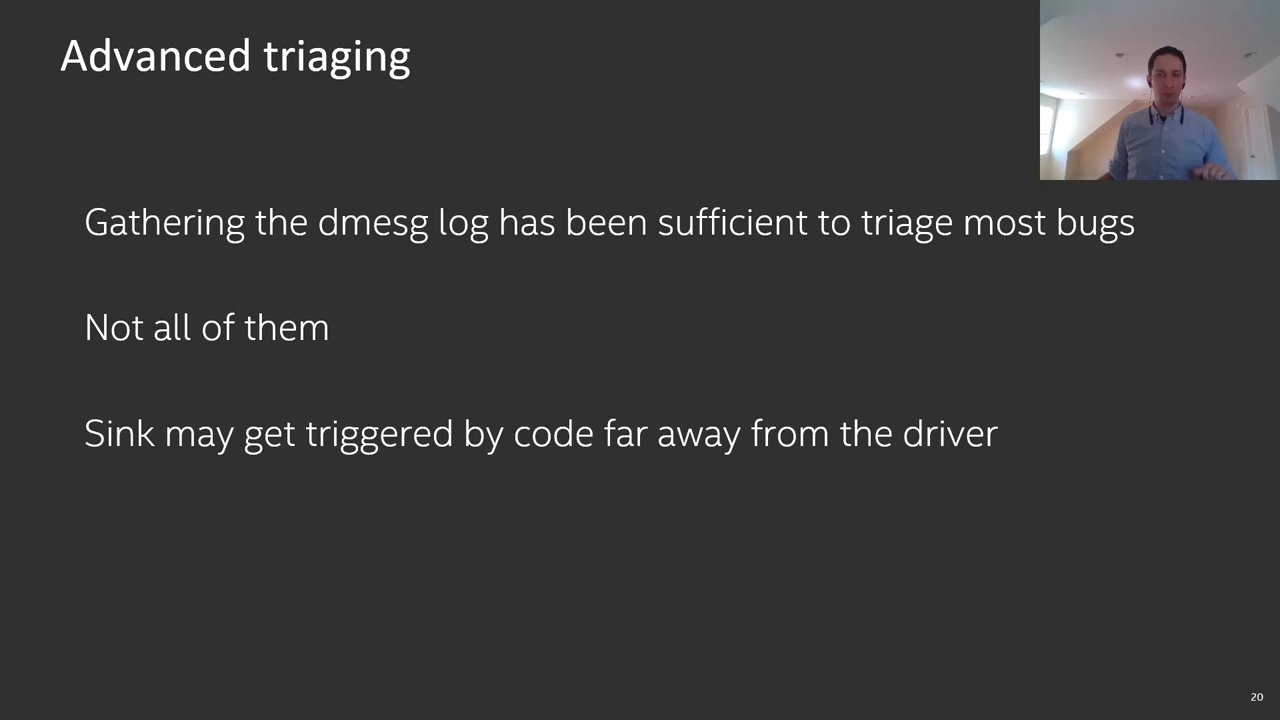 Advanced triaging
Gathering the dmesg log has been sufficient to triage most bugs
Not all of them
Sink may get triggered by code far away from the driver
20